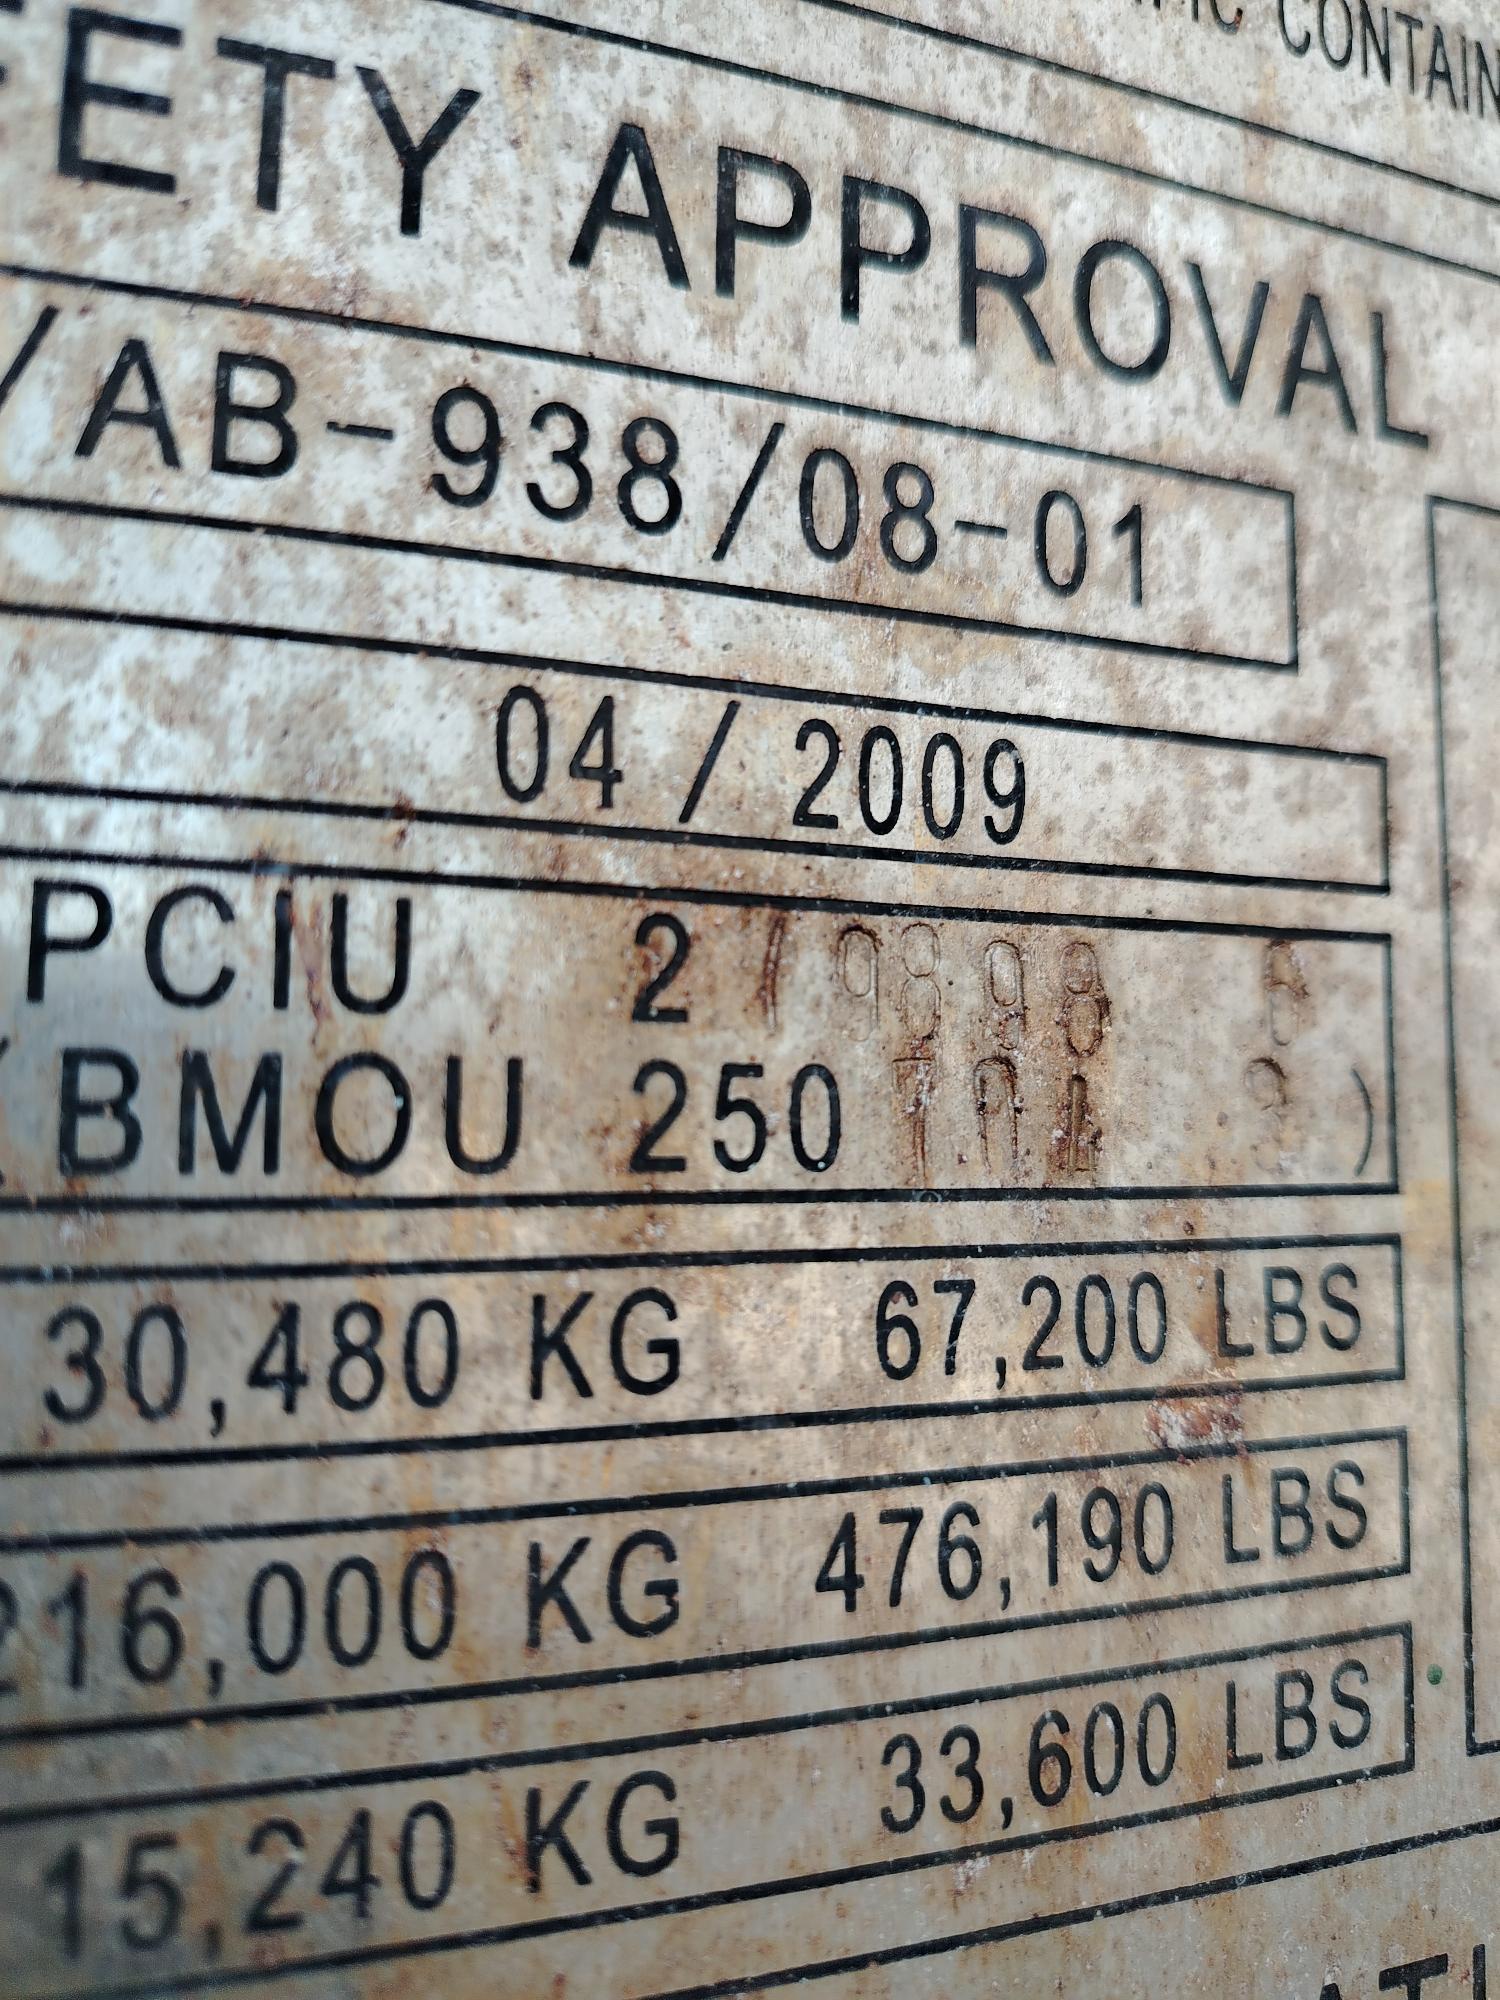 CONTAIN
ETY APPROVAL
/AB-938/08-01
04 / 2009
PCIU 2
BMOU 250 )
30,480 KG 67,200 LBS
216,000 KG 476,190 LBS
15,240 KG 33,600 LBS